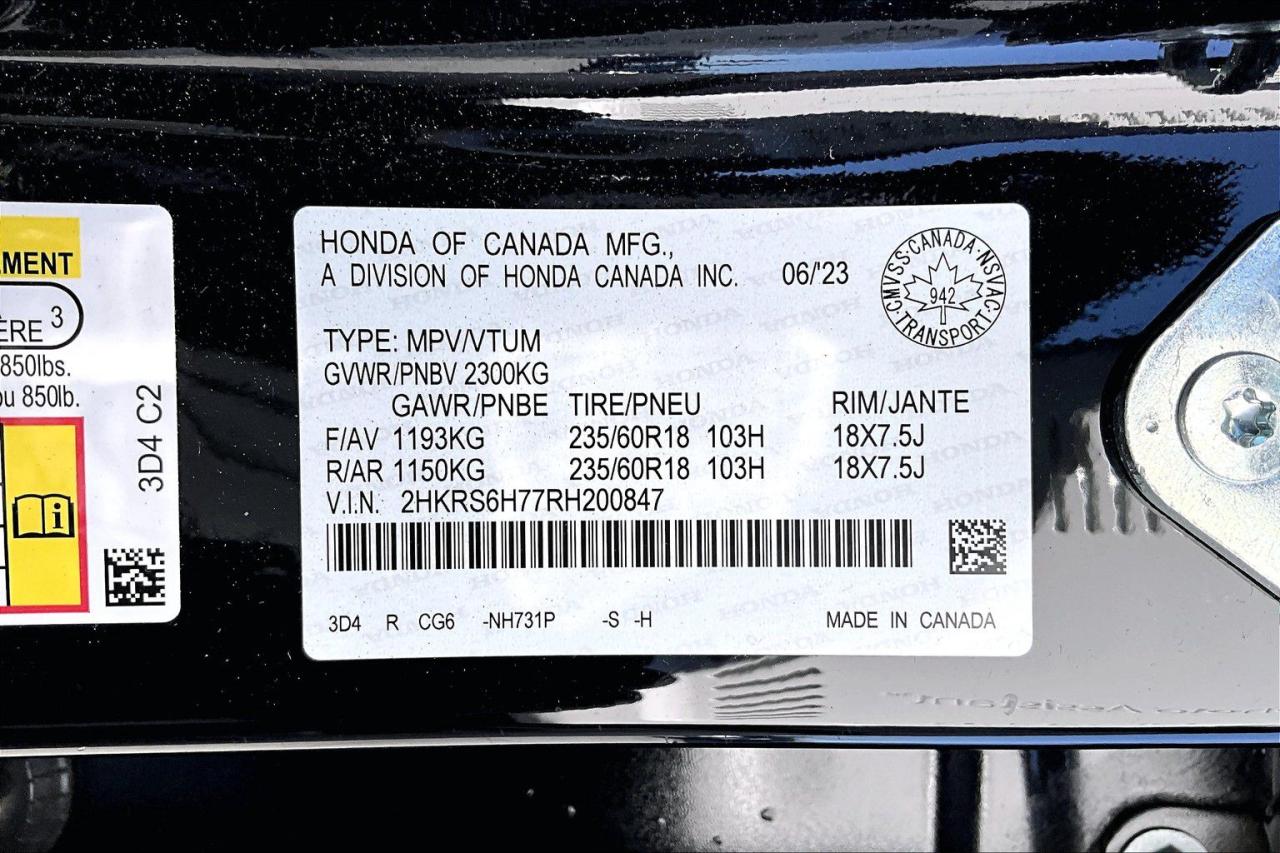 MENT
ÈRE 3
850lbs.
ou 850lb.
3D4 C2
HONDA OF CANADA MFG.,
A DIVISION OF HONDA CANADA INC. 06/'23
CMVSS·CANADA·NSVAC·TRANSPORT·
942
TYPE: MPV/VTUM
GVWR/PNBV 2300KG
GAWR/PNBE TIRE/PNEU RIM/JANTE
F/AV 1193KG 235/60R18 103H 18X7.5J
R/AR 1150KG 235/60R18 103H 18X7.5J
V.I.N. 2HKRS6H77RH200847
3D4 R CG6 -NH731P -S -H MADE IN CANADA